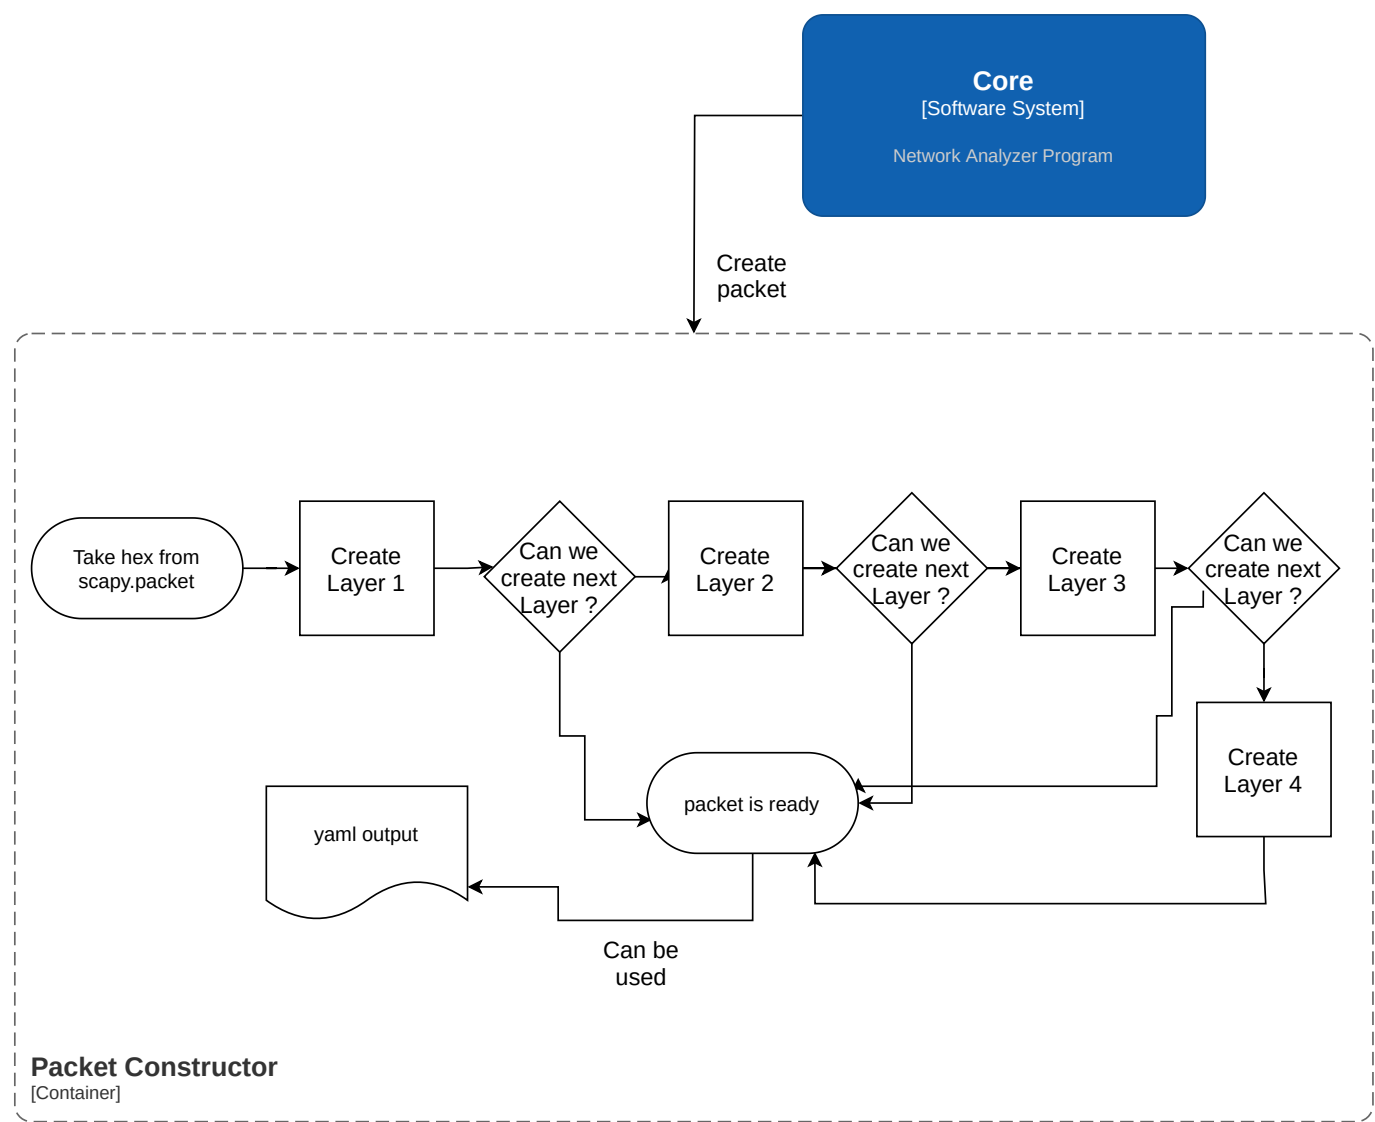 Core
[Software System]
Network Analyzer Program
Create
packet
Take hex from
scapy.packet
Create
Layer 1
Can we
create next
Layer ?
Create
Layer 2
Can we
create next
Layer ?
Create
Layer 3
Can we
create next
Layer ?
Create
Layer 4
packet is ready
yaml output
Can be
used
Packet Constructor
[Container]